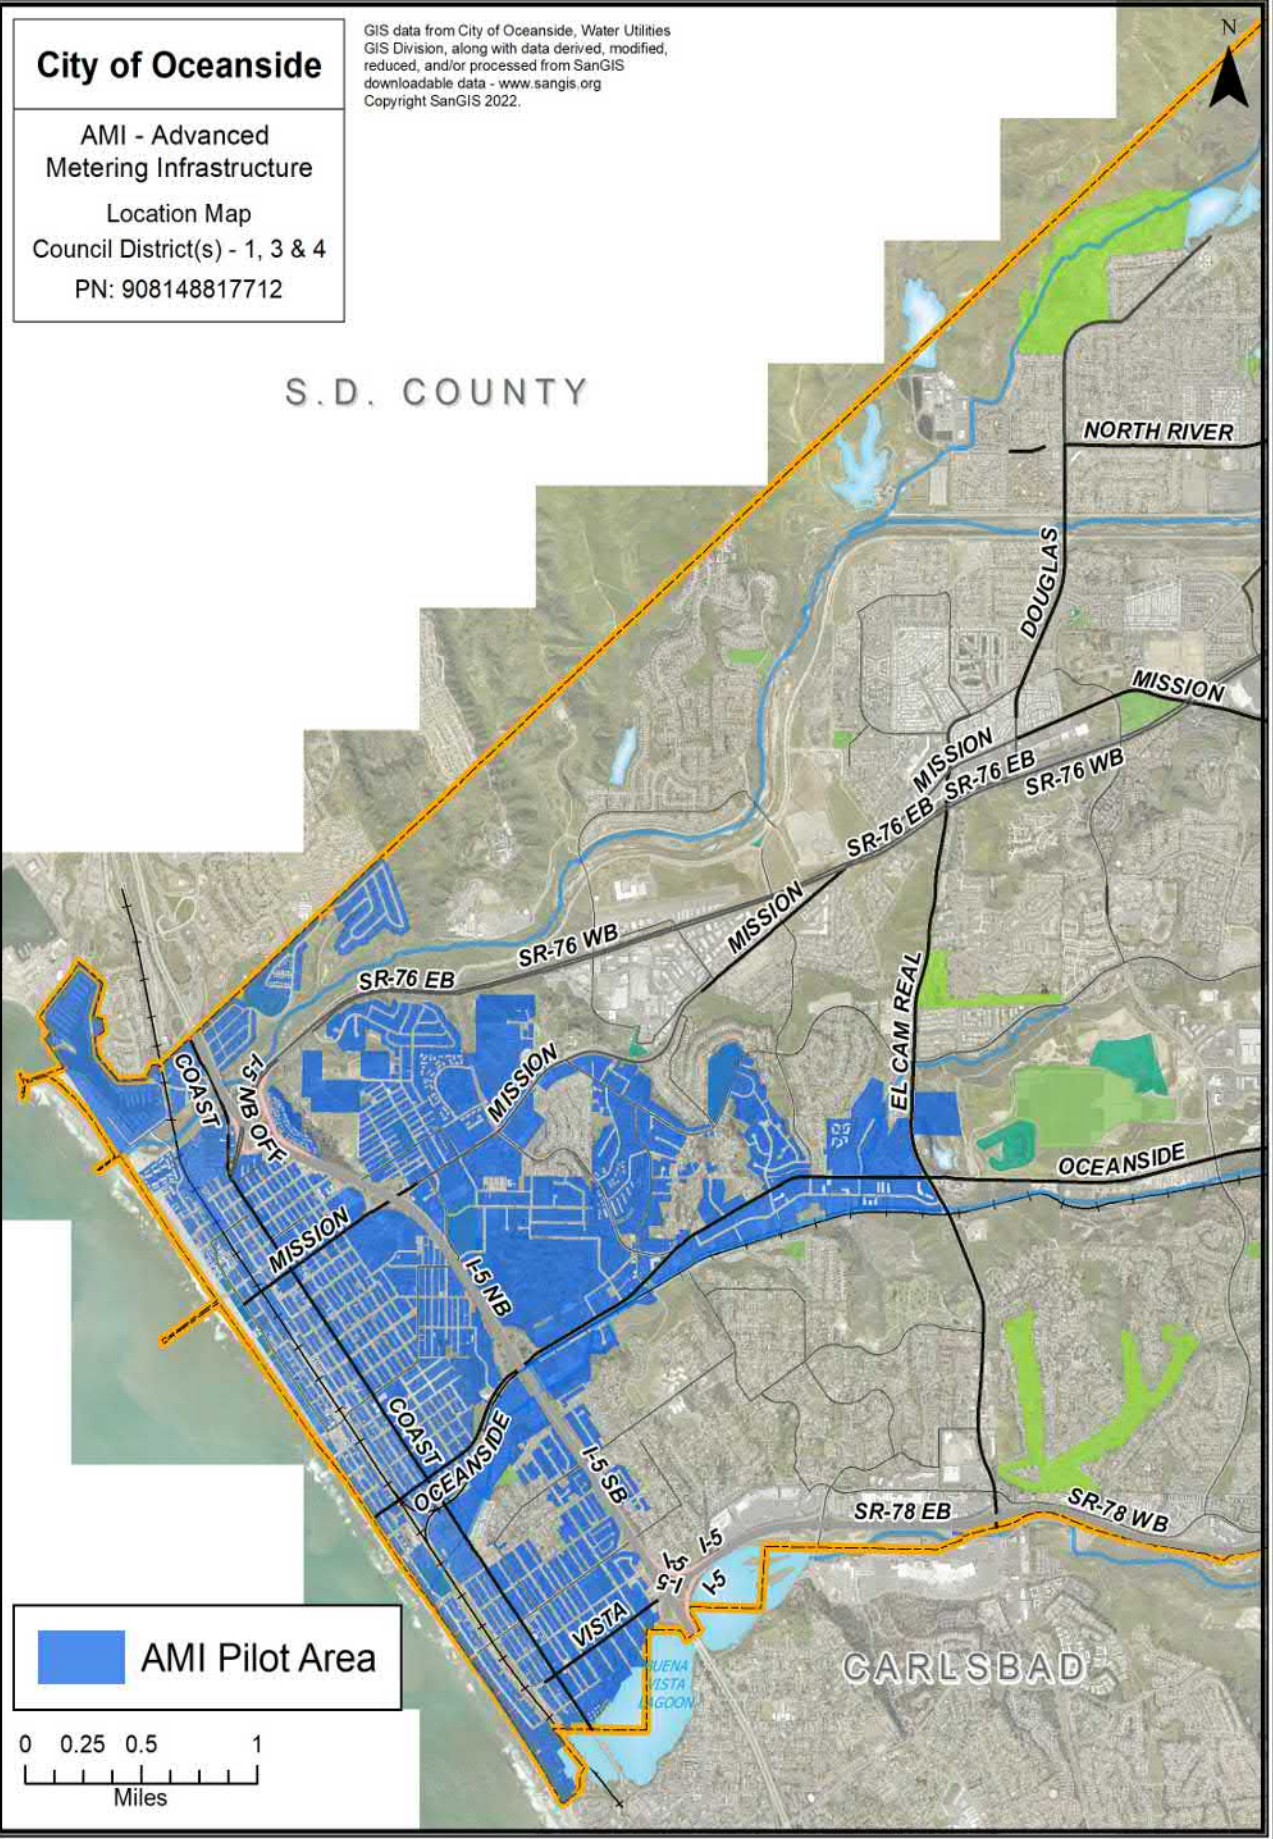 City of Oceanside
AMI - Advanced
Metering Infrastructure
Location Map
Council District(s) - 1, 3 & 4
PN: 908148817712
GIS data from City of Oceanside, Water Utilities
GIS Division, along with data derived, modified,
reduced, and/or processed from SanGIS
downloadable data - www.sangis.org
Copyright SanGIS 2022.
N
S.D. COUNTY
NORTH RIVER
DOUGLAS
MISSION
MISSION
SR-76 EB
SR-76 WB
SR-76 EB
MISSION
SR-76 WB
SR-76 EB
EL CAM REAL
MISSION
COAST
I-5 NB OFF
OCEANSIDE
MISSION
I-5 NB
COAST
OCEANSIDE
I-5 SB
SR-78 EB
SR-78 WB
I-5
I-5
I-5
I-5
VISTA
BUENA
VISTA
LAGOON
CARLSBAD
AMI Pilot Area
0 0.25 0.5 1
Miles